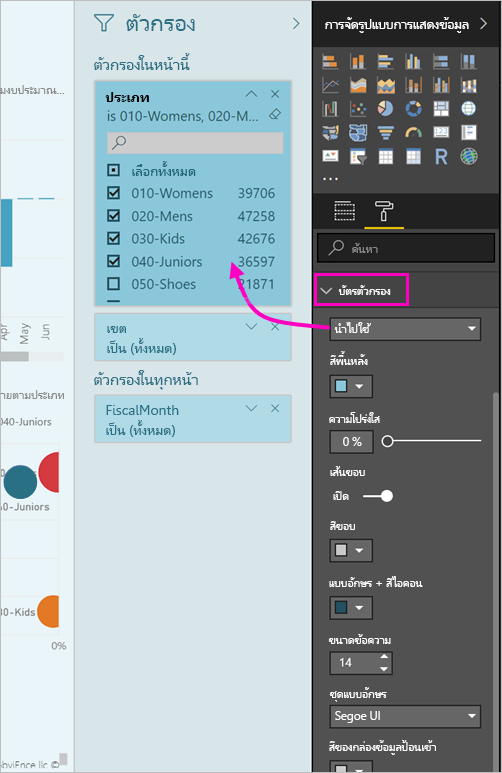 ตัวกรอง
ตัวกรองในหน้านี้
ประเภท
is 010-Womens, 020-M...
เลือกทั้งหมด
010-Womens 39706
020-Mens 47258
030-Kids 42676
040-Juniors 36597
050-Shoes 21871
เขต
เป็น (ทั้งหมด)
ตัวกรองในทุกหน้า
FiscalMonth
เป็น (ทั้งหมด)
การจัดรูปแบบการแสดงข้อมูล
R
...
ค้นหา
บัตรตัวกรอง
นำไปใช้
สีพื้นหลัง
ความโปร่งใส
0 %
เส้นขอบ
เปิด
สีขอบ
แบบอักษร + สีไอคอน
ขนาดข้อความ
14
ชุดแบบอักษร
Segoe UI
สีของกล่องข้อมูลป้อนเข้า
มงบประมาณ...
Apr
May
Jun
ายตามประเภท
040-Juniors
0-Juniors
30-Kids
0%
obviEnce llc ©